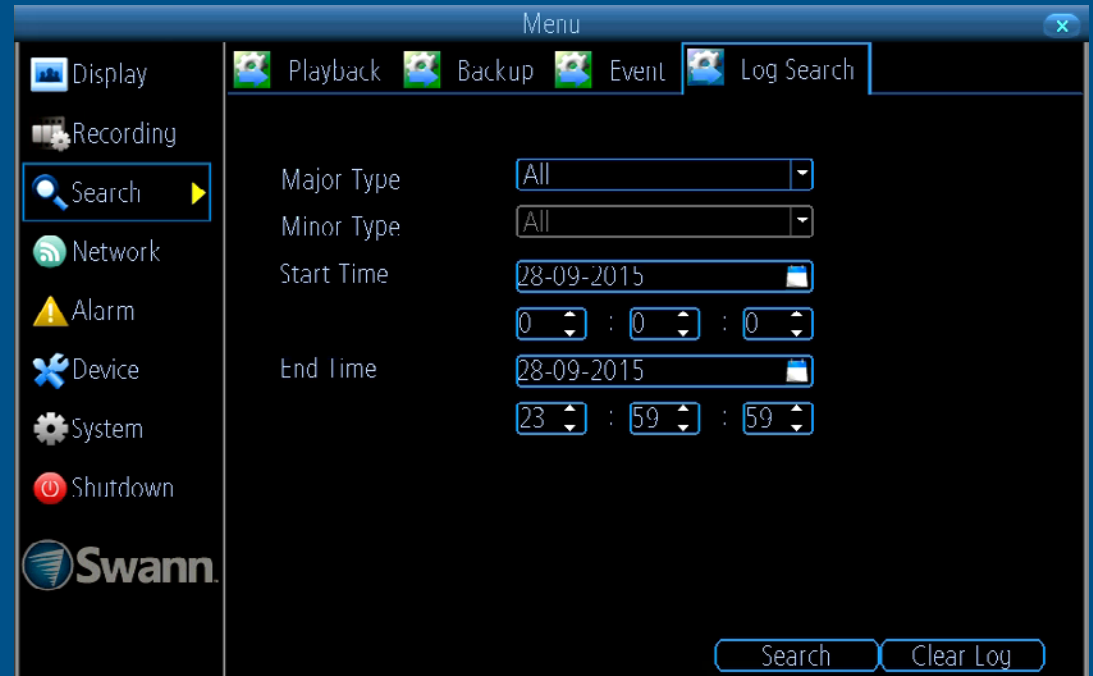 Menu
Display
Recording
Search
Network
Alarm
Device
System
Shutdown
Swann
Playback Backup Event Log Search
Major Type All
Minor Type All
Start Time 28-09-2015
0 : 0 : 0
End Time 28-09-2015
23 : 59 : 59
Search Clear Log